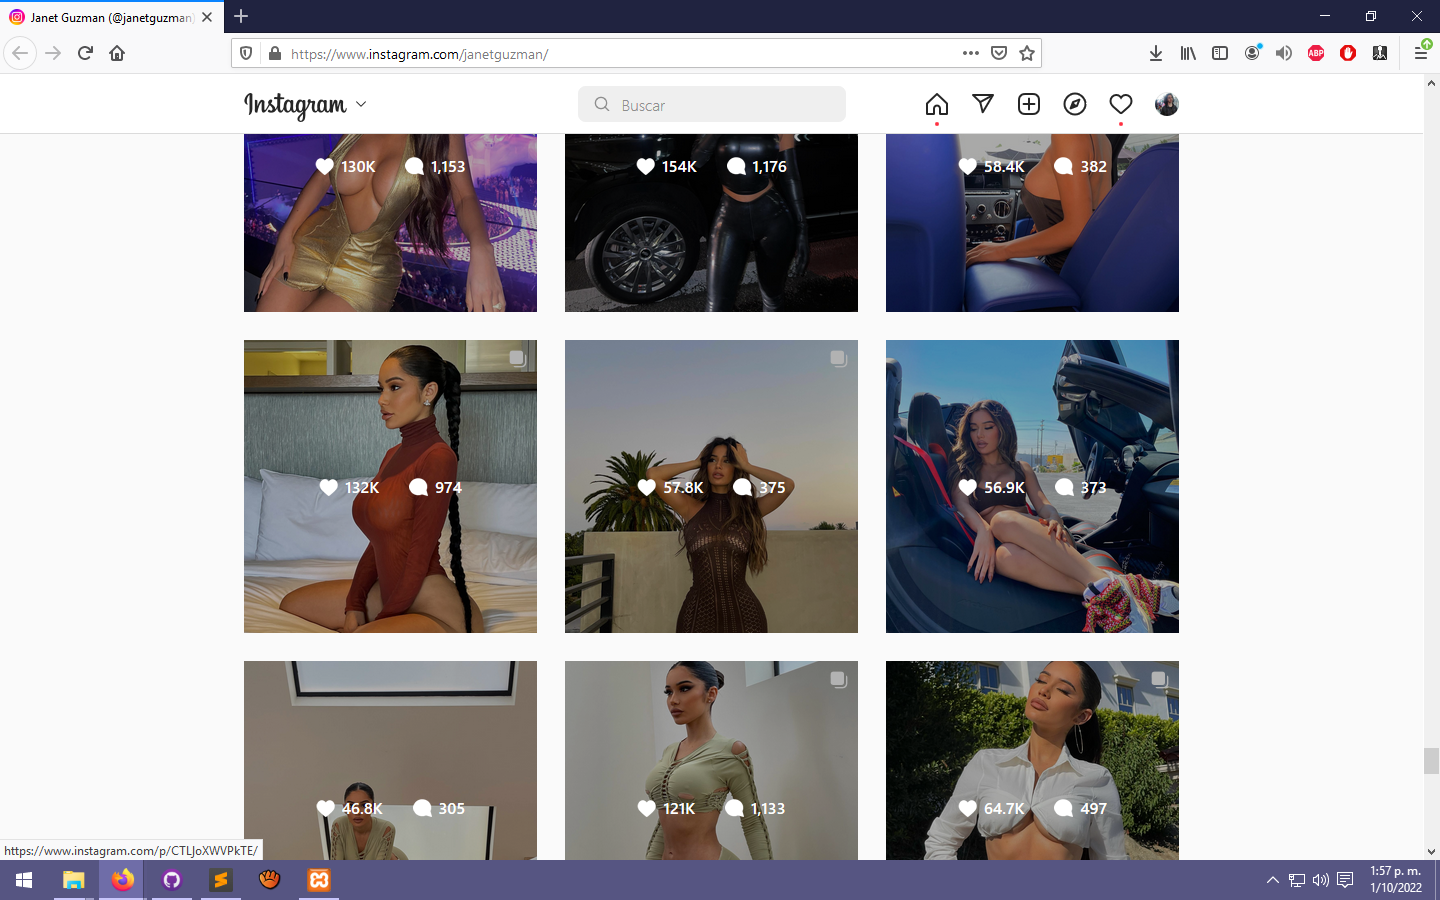 Janet Guzman (@janetguzman)
https://www.instagram.com/janetguzman/
ABP
Instagram
Buscar
130K 1,153
154K 1,176
58.4K 382
132K 974
57.8K 375
56.9K 373
46.8K 305
121K 1,133
64.7K 497
https://www.instagram.com/p/CTLJoXWVPkTE/
1:57 p. m.
1/10/2022